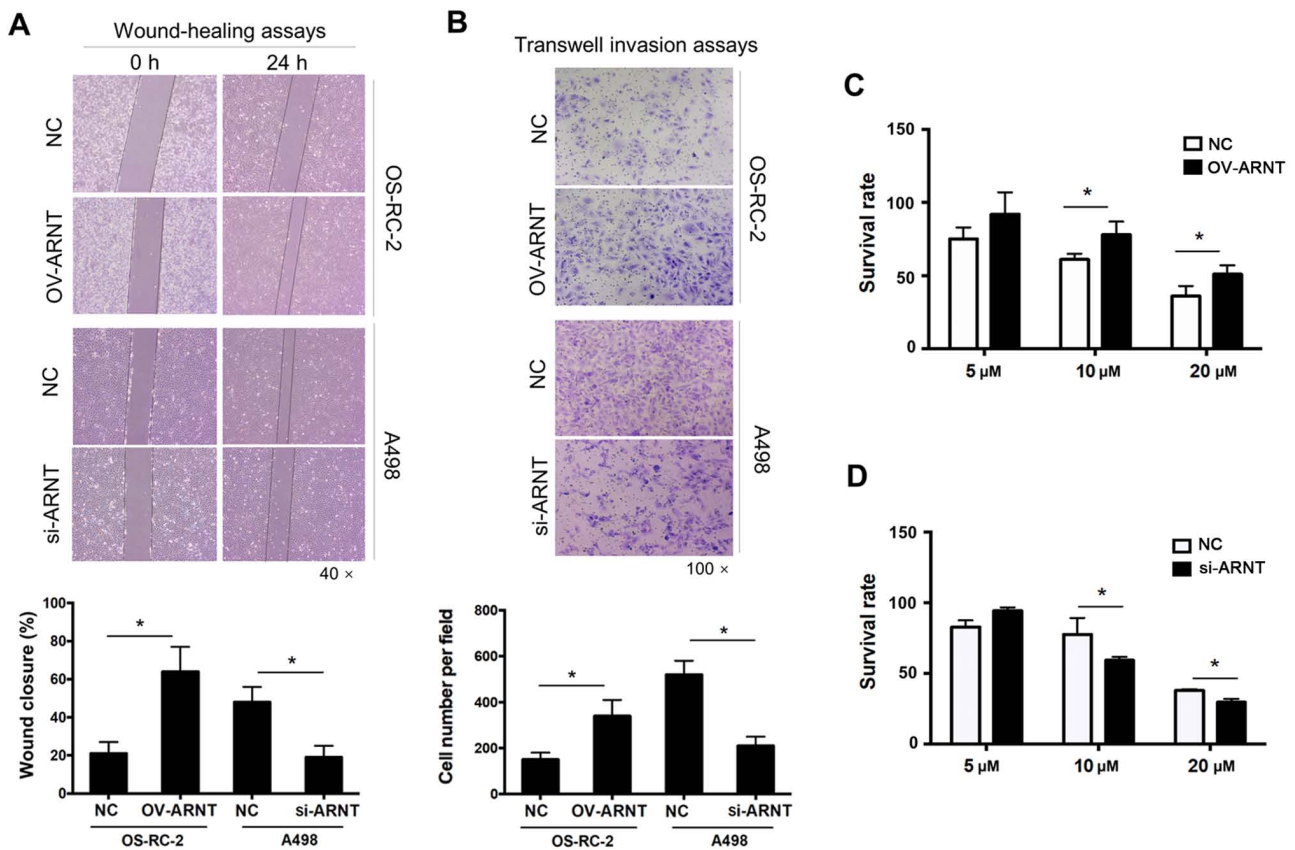 A
Wound-healing assays
0 h
24 h
NC
OV-ARNT
OS-RC-2
NC
si-ARNT
A498
40 ×
Wound closure (%)
100
80
60
40
20
0
NC
OV-ARNT
NC
si-ARNT
OS-RC-2
A498
*
*
B
Transwell invasion assays
NC
OV-ARNT
OS-RC-2
NC
si-ARNT
A498
100 ×
Cell number per field
800
600
400
200
0
NC
OV-ARNT
NC
si-ARNT
OS-RC-2
A498
*
*
C
Survival rate
150
100
50
0
NC
OV-ARNT
*
*
5 µM
10 µM
20 µM
D
Survival rate
150
100
50
0
NC
si-ARNT
*
*
5 µM
10 µM
20 µM